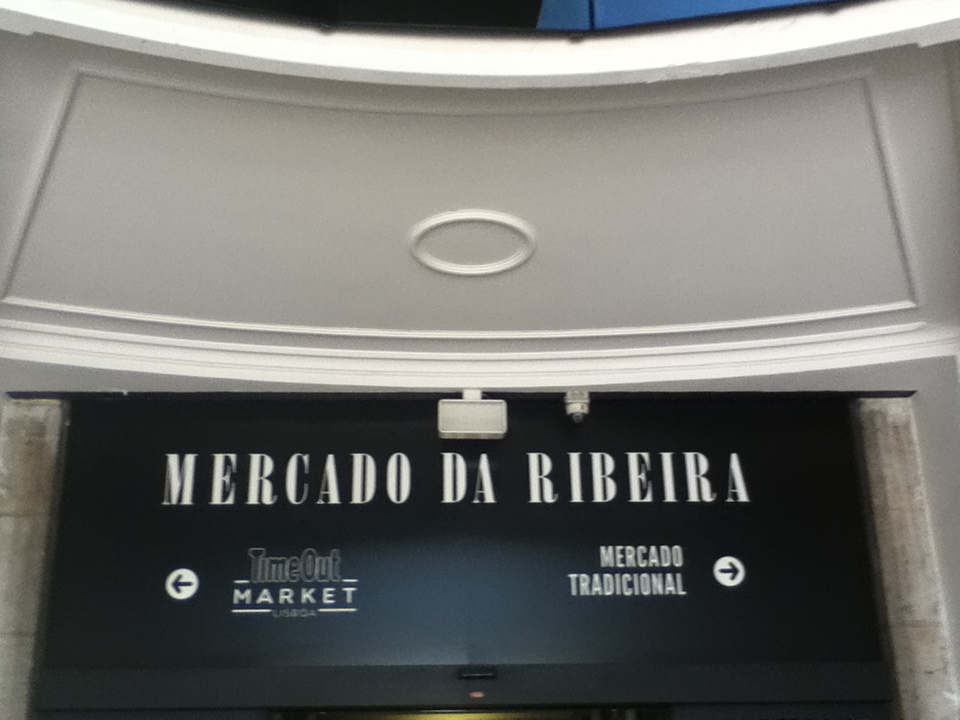 MERCADO DA RIBEIRA
TimeOut
MARKET
LISBOA
MERCADO
TRADICIONAL